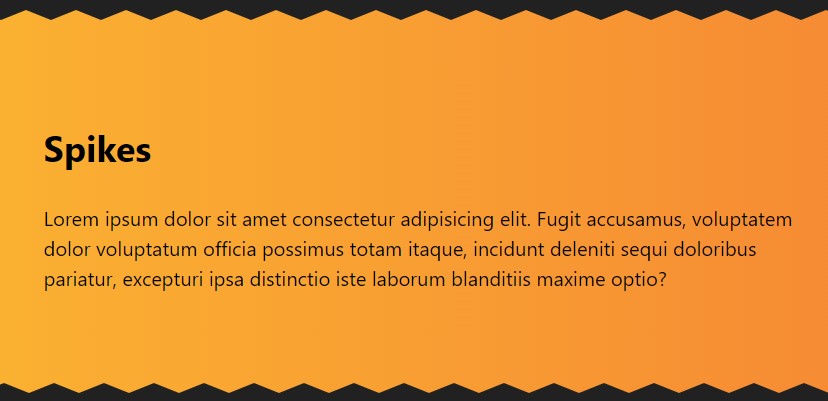 Spikes
Lorem ipsum dolor sit amet consectetur adipisicing elit. Fugit accusamus, voluptatem
dolor voluptatum officia possimus totam itaque, incidunt deleniti sequi doloribus
pariatur, excepturi ipsa distinctio iste laborum blanditiis maxime optio?